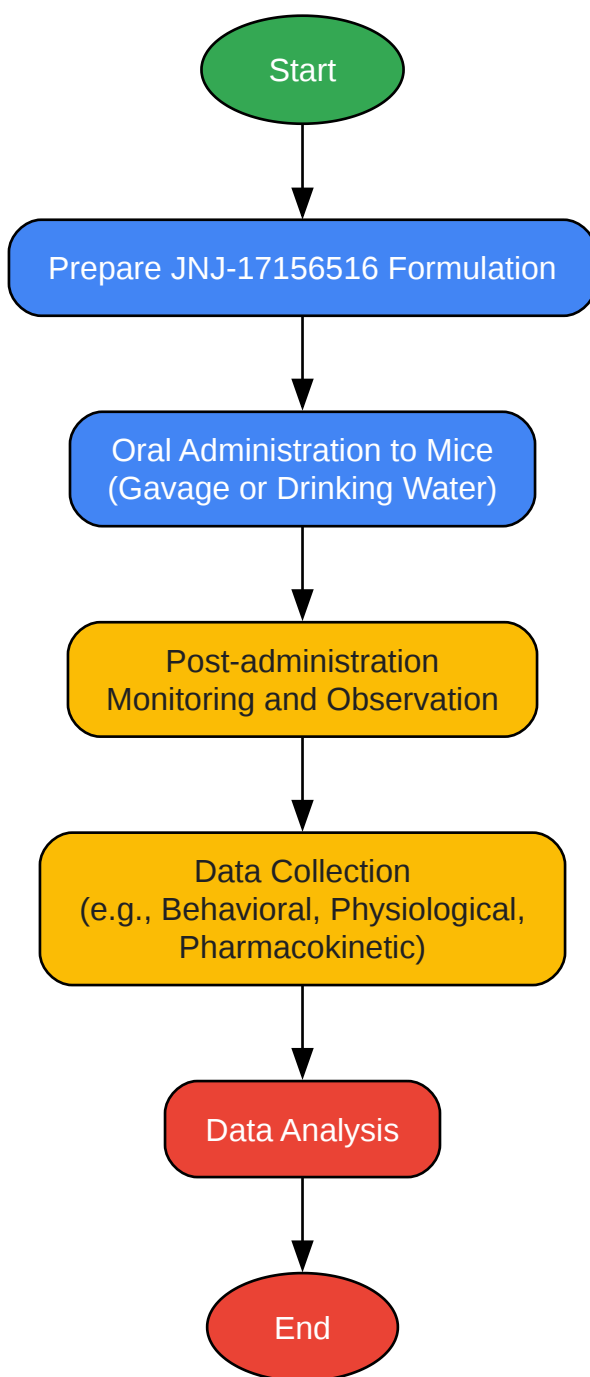 Start
Prepare JNJ-17156516 Formulation
Oral Administration to Mice
(Gavage or Drinking Water)
Post-administration
Monitoring and Observation
Data Collection
(e.g., Behavioral, Physiological,
Pharmacokinetic)
Data Analysis
End